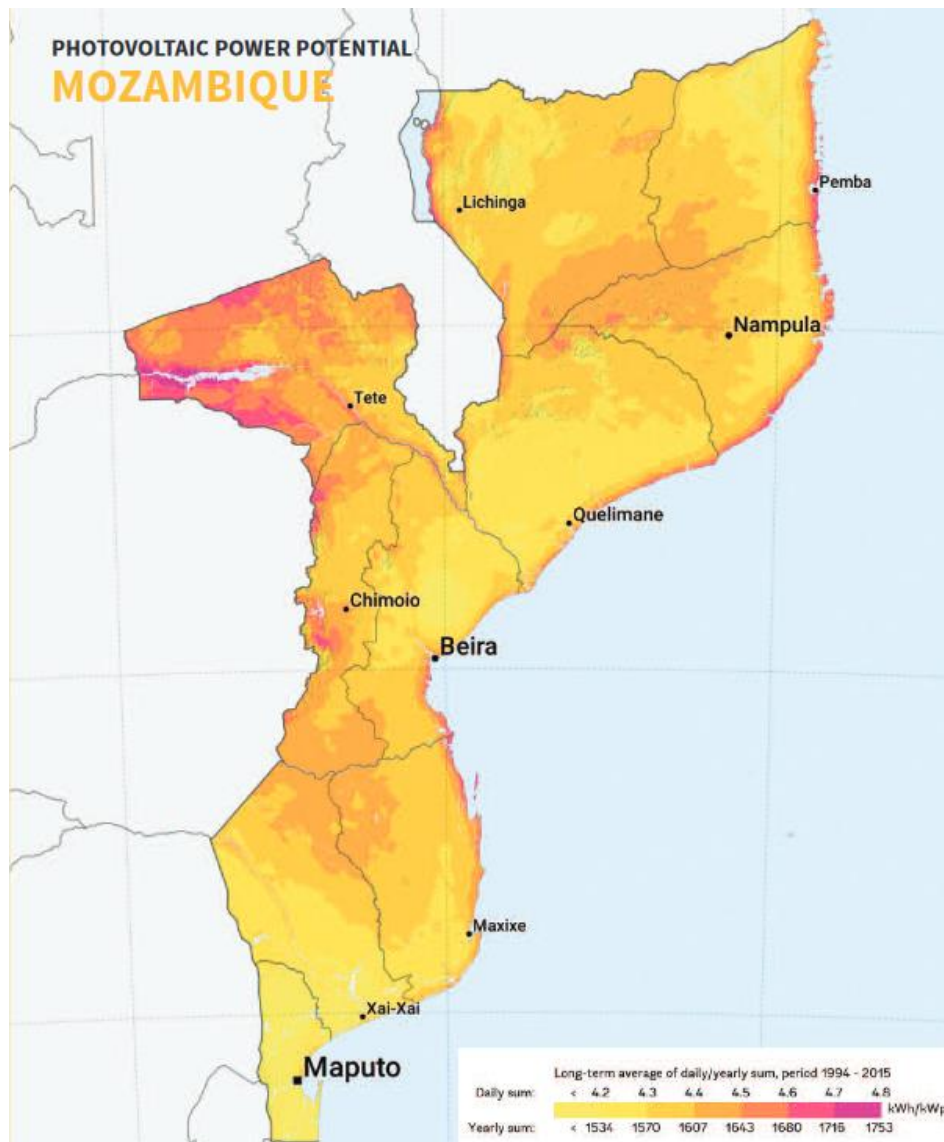 PHOTOVOLTAIC POWER POTENTIAL
MOZAMBIQUE
Pemba
Lichinga
Nampula
Tete
Quelimane
Chimoio
Beira
Maxixe
Xai-Xai
Maputo
Long-term average of daily/yearly sum, period 1994 - 2015
Daily sum: < 4.2 4.3 4.4 4.5 4.6 4.7 4.8
kWh/kWp
Yearly sum: < 1534 1570 1607 1643 1680 1716 1753